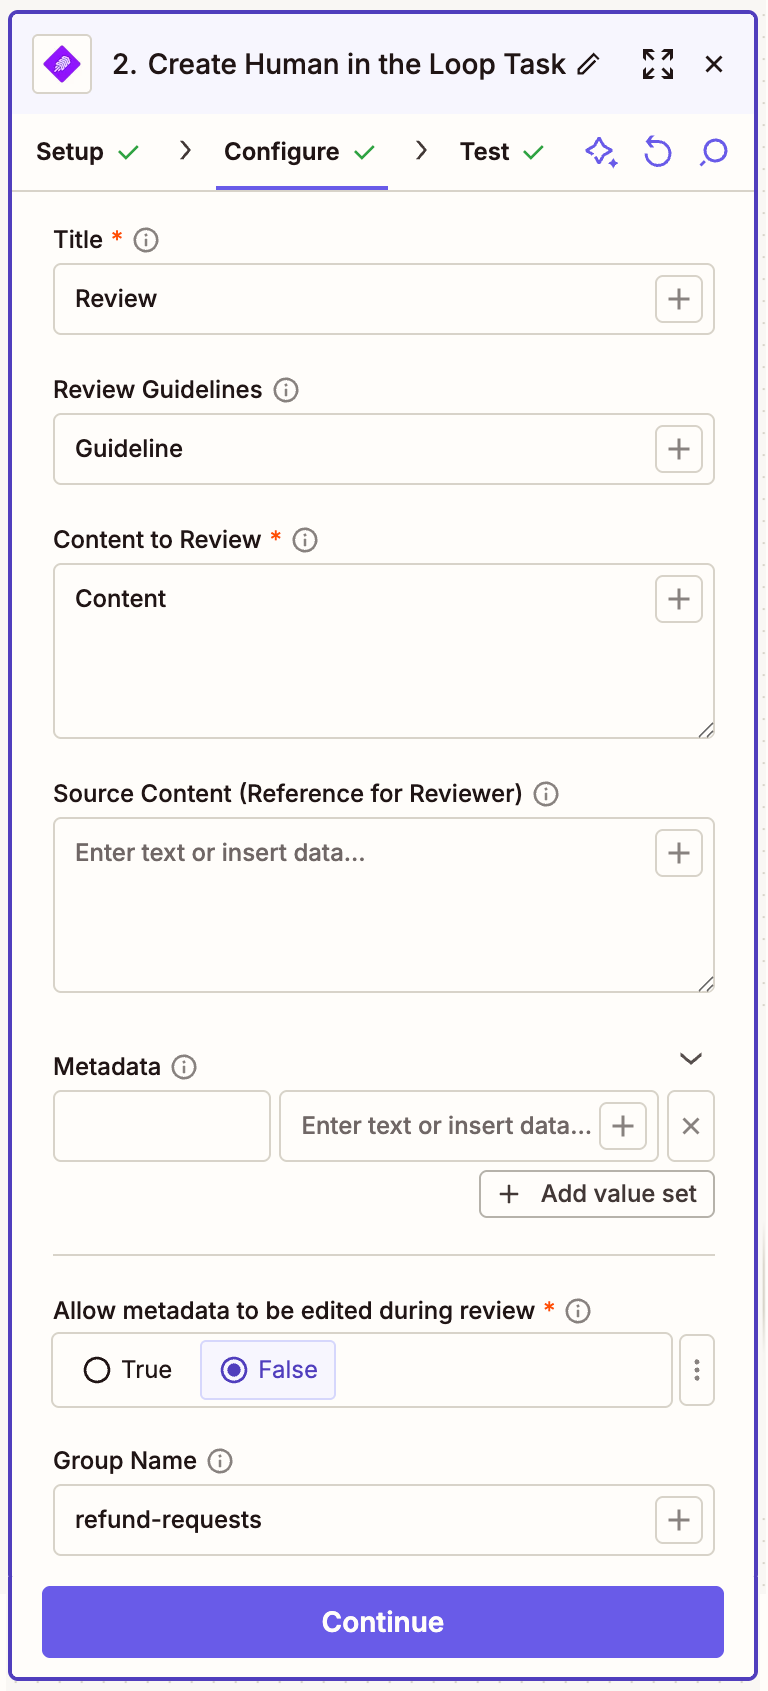 2. Create Human in the Loop Task
Setup
Configure
Test
Title *
Review
Review Guidelines
Guideline
Content to Review *
Content
Source Content (Reference for Reviewer)
Enter text or insert data...
Metadata
Enter text or insert data...
Add value set
Allow metadata to be edited during review *
True
False
Group Name
refund-requests
Continue